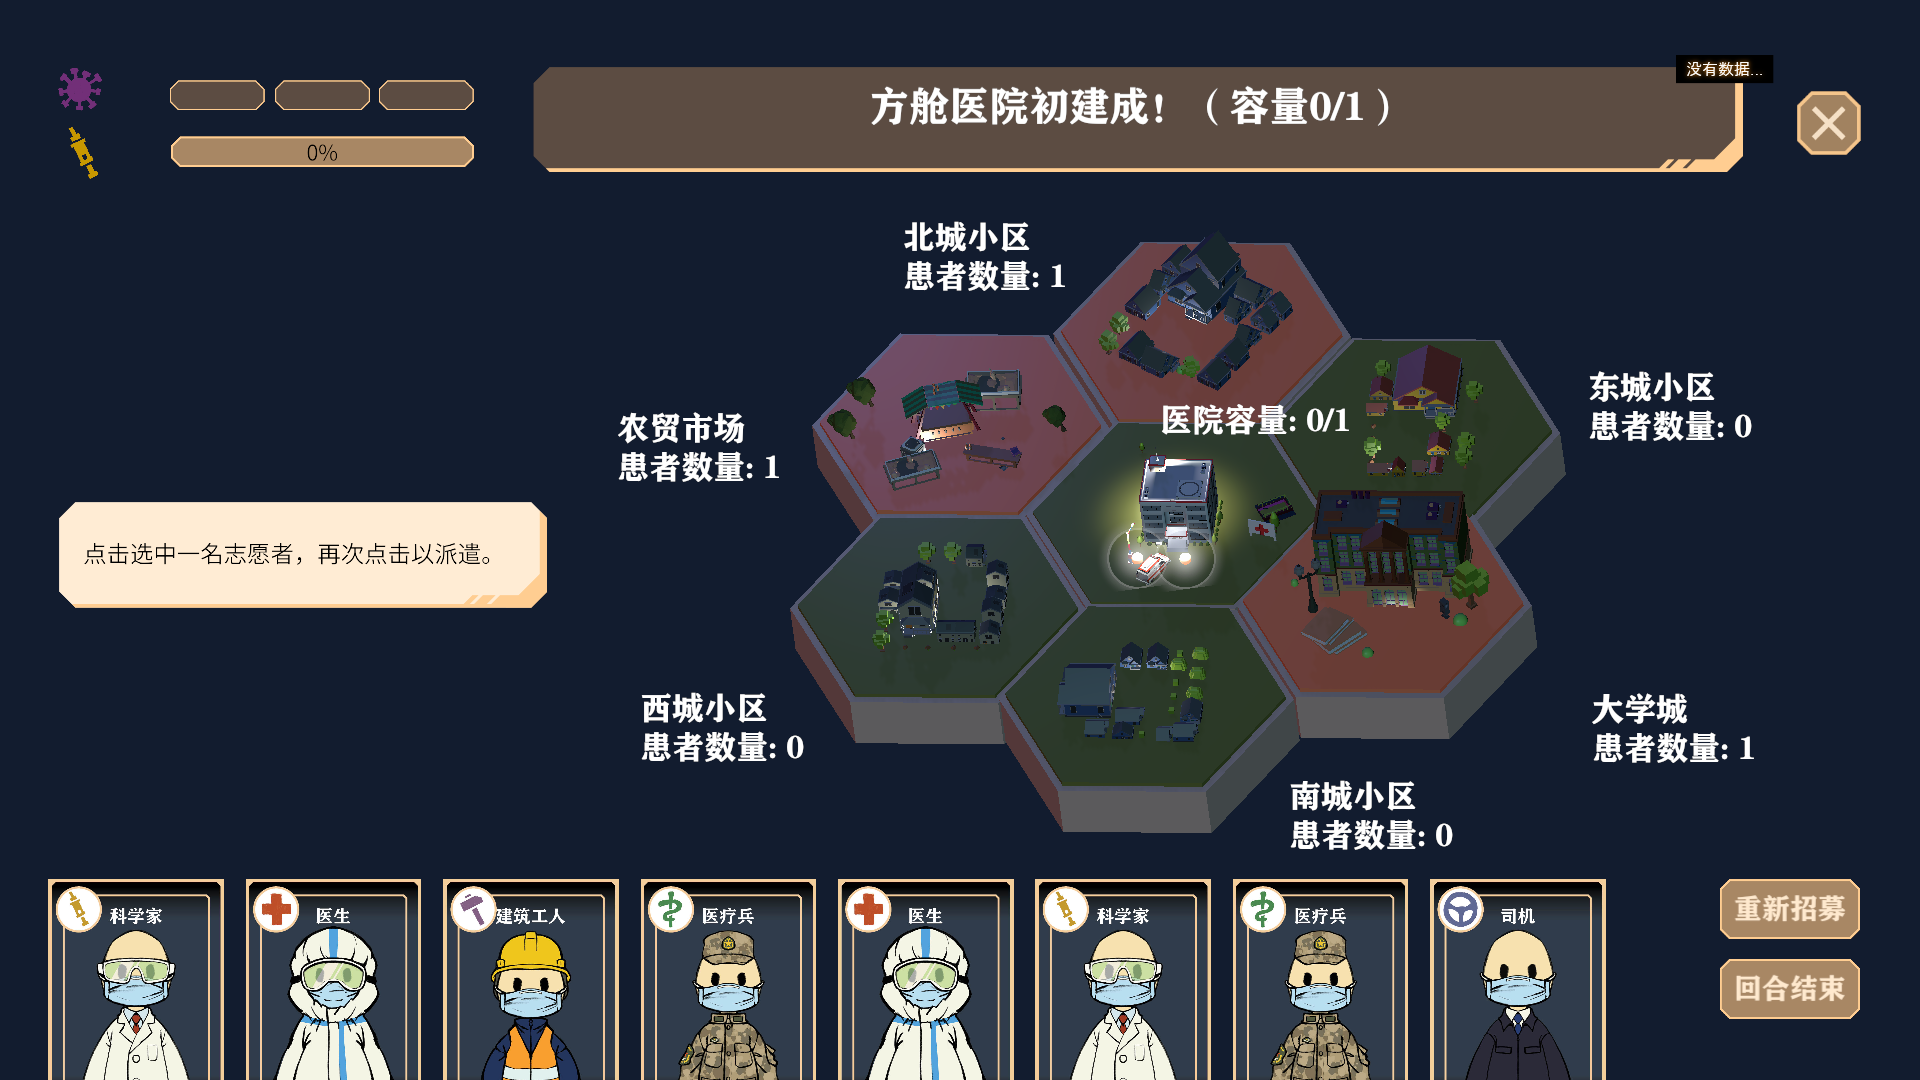 没有数据...
方舱医院初建成！（容量0/1）
0%
北城小区
患者数量: 1
东城小区
患者数量: 0
医院容量: 0/1
农贸市场
患者数量: 1
点击选中一名志愿者，再次点击以派遣。
西城小区
患者数量: 0
大学城
患者数量: 1
南城小区
患者数量: 0
科学家
医生
建筑工人
医疗兵
医生
科学家
医疗兵
司机
重新招募
回合结束